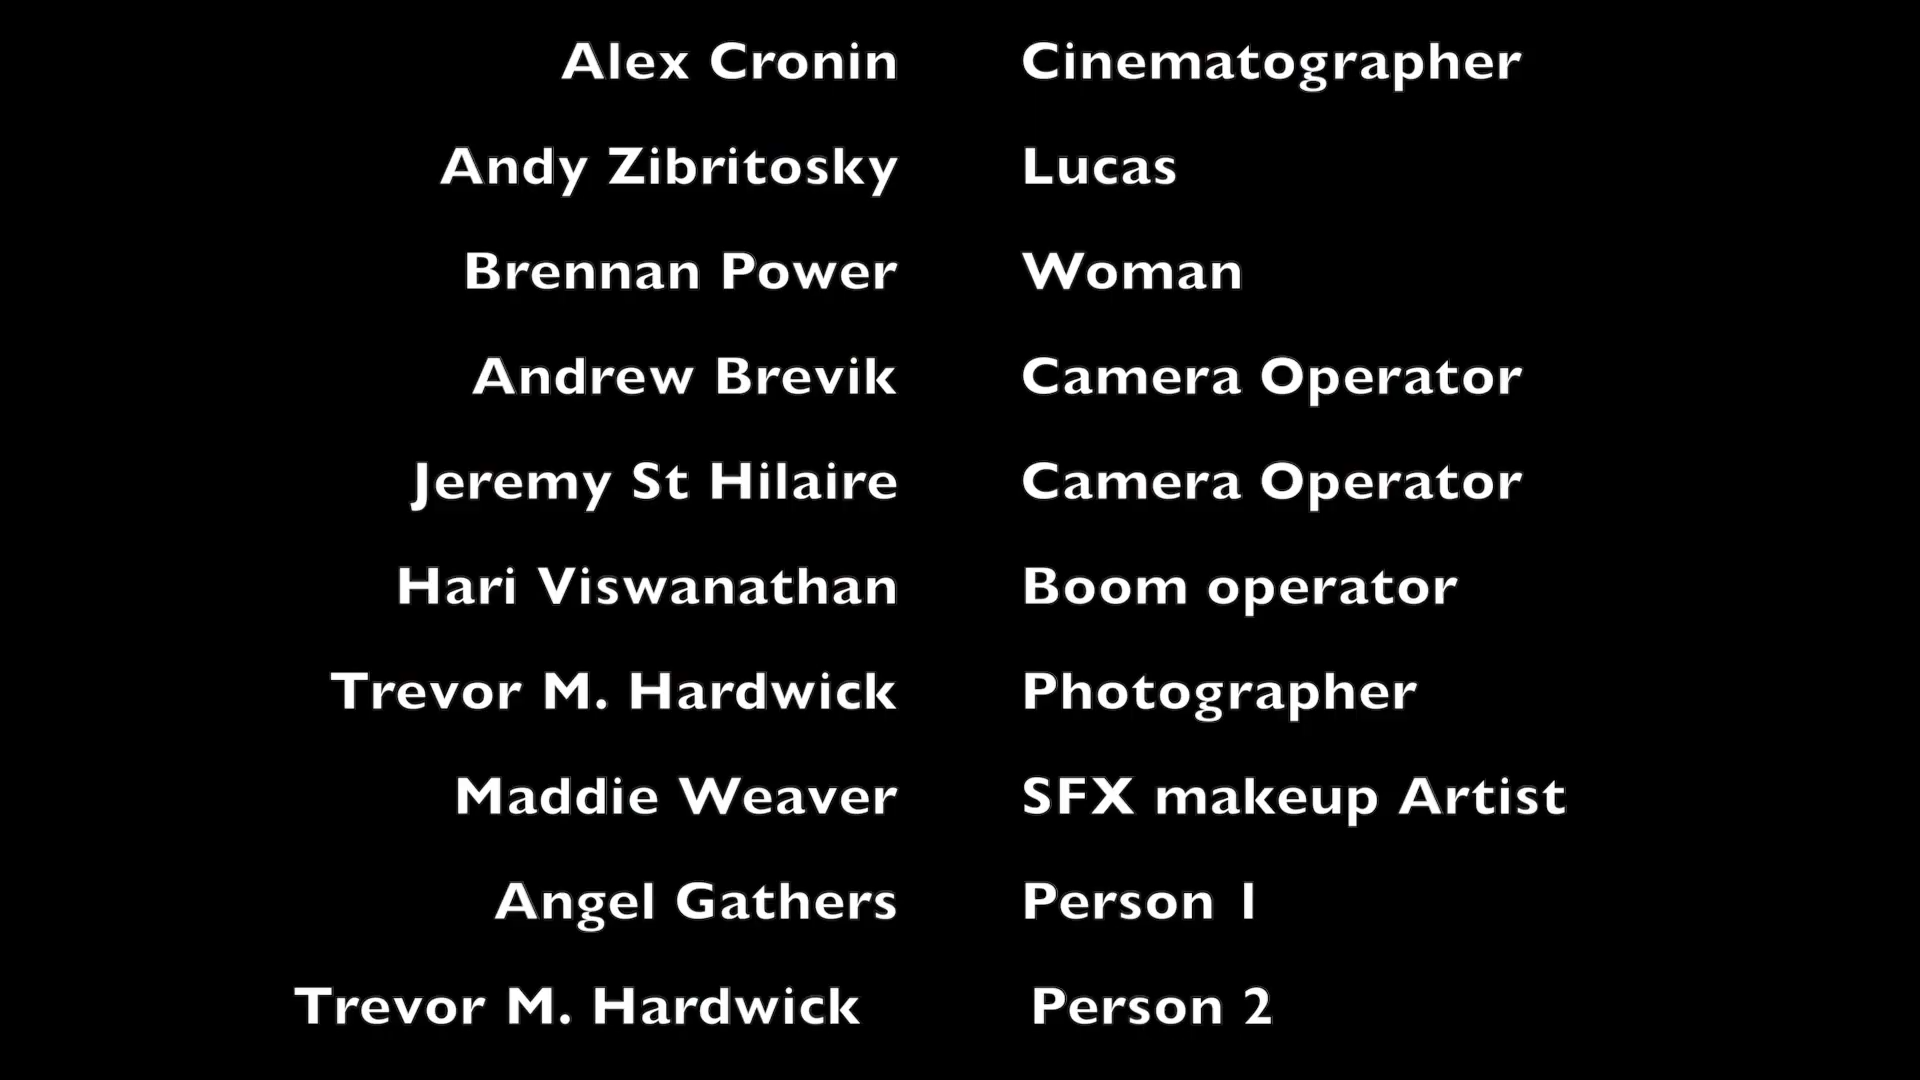 Alex Cronin Cinematographer
Andy Zibritosky Lucas
Brennan Power Woman
Andrew Brevik Camera Operator
Jeremy St Hilaire Camera Operator
Hari Viswanathan Boom operator
Trevor M. Hardwick Photographer
Maddie Weaver SFX makeup Artist
Angel Gathers Person 1
Trevor M. Hardwick Person 2